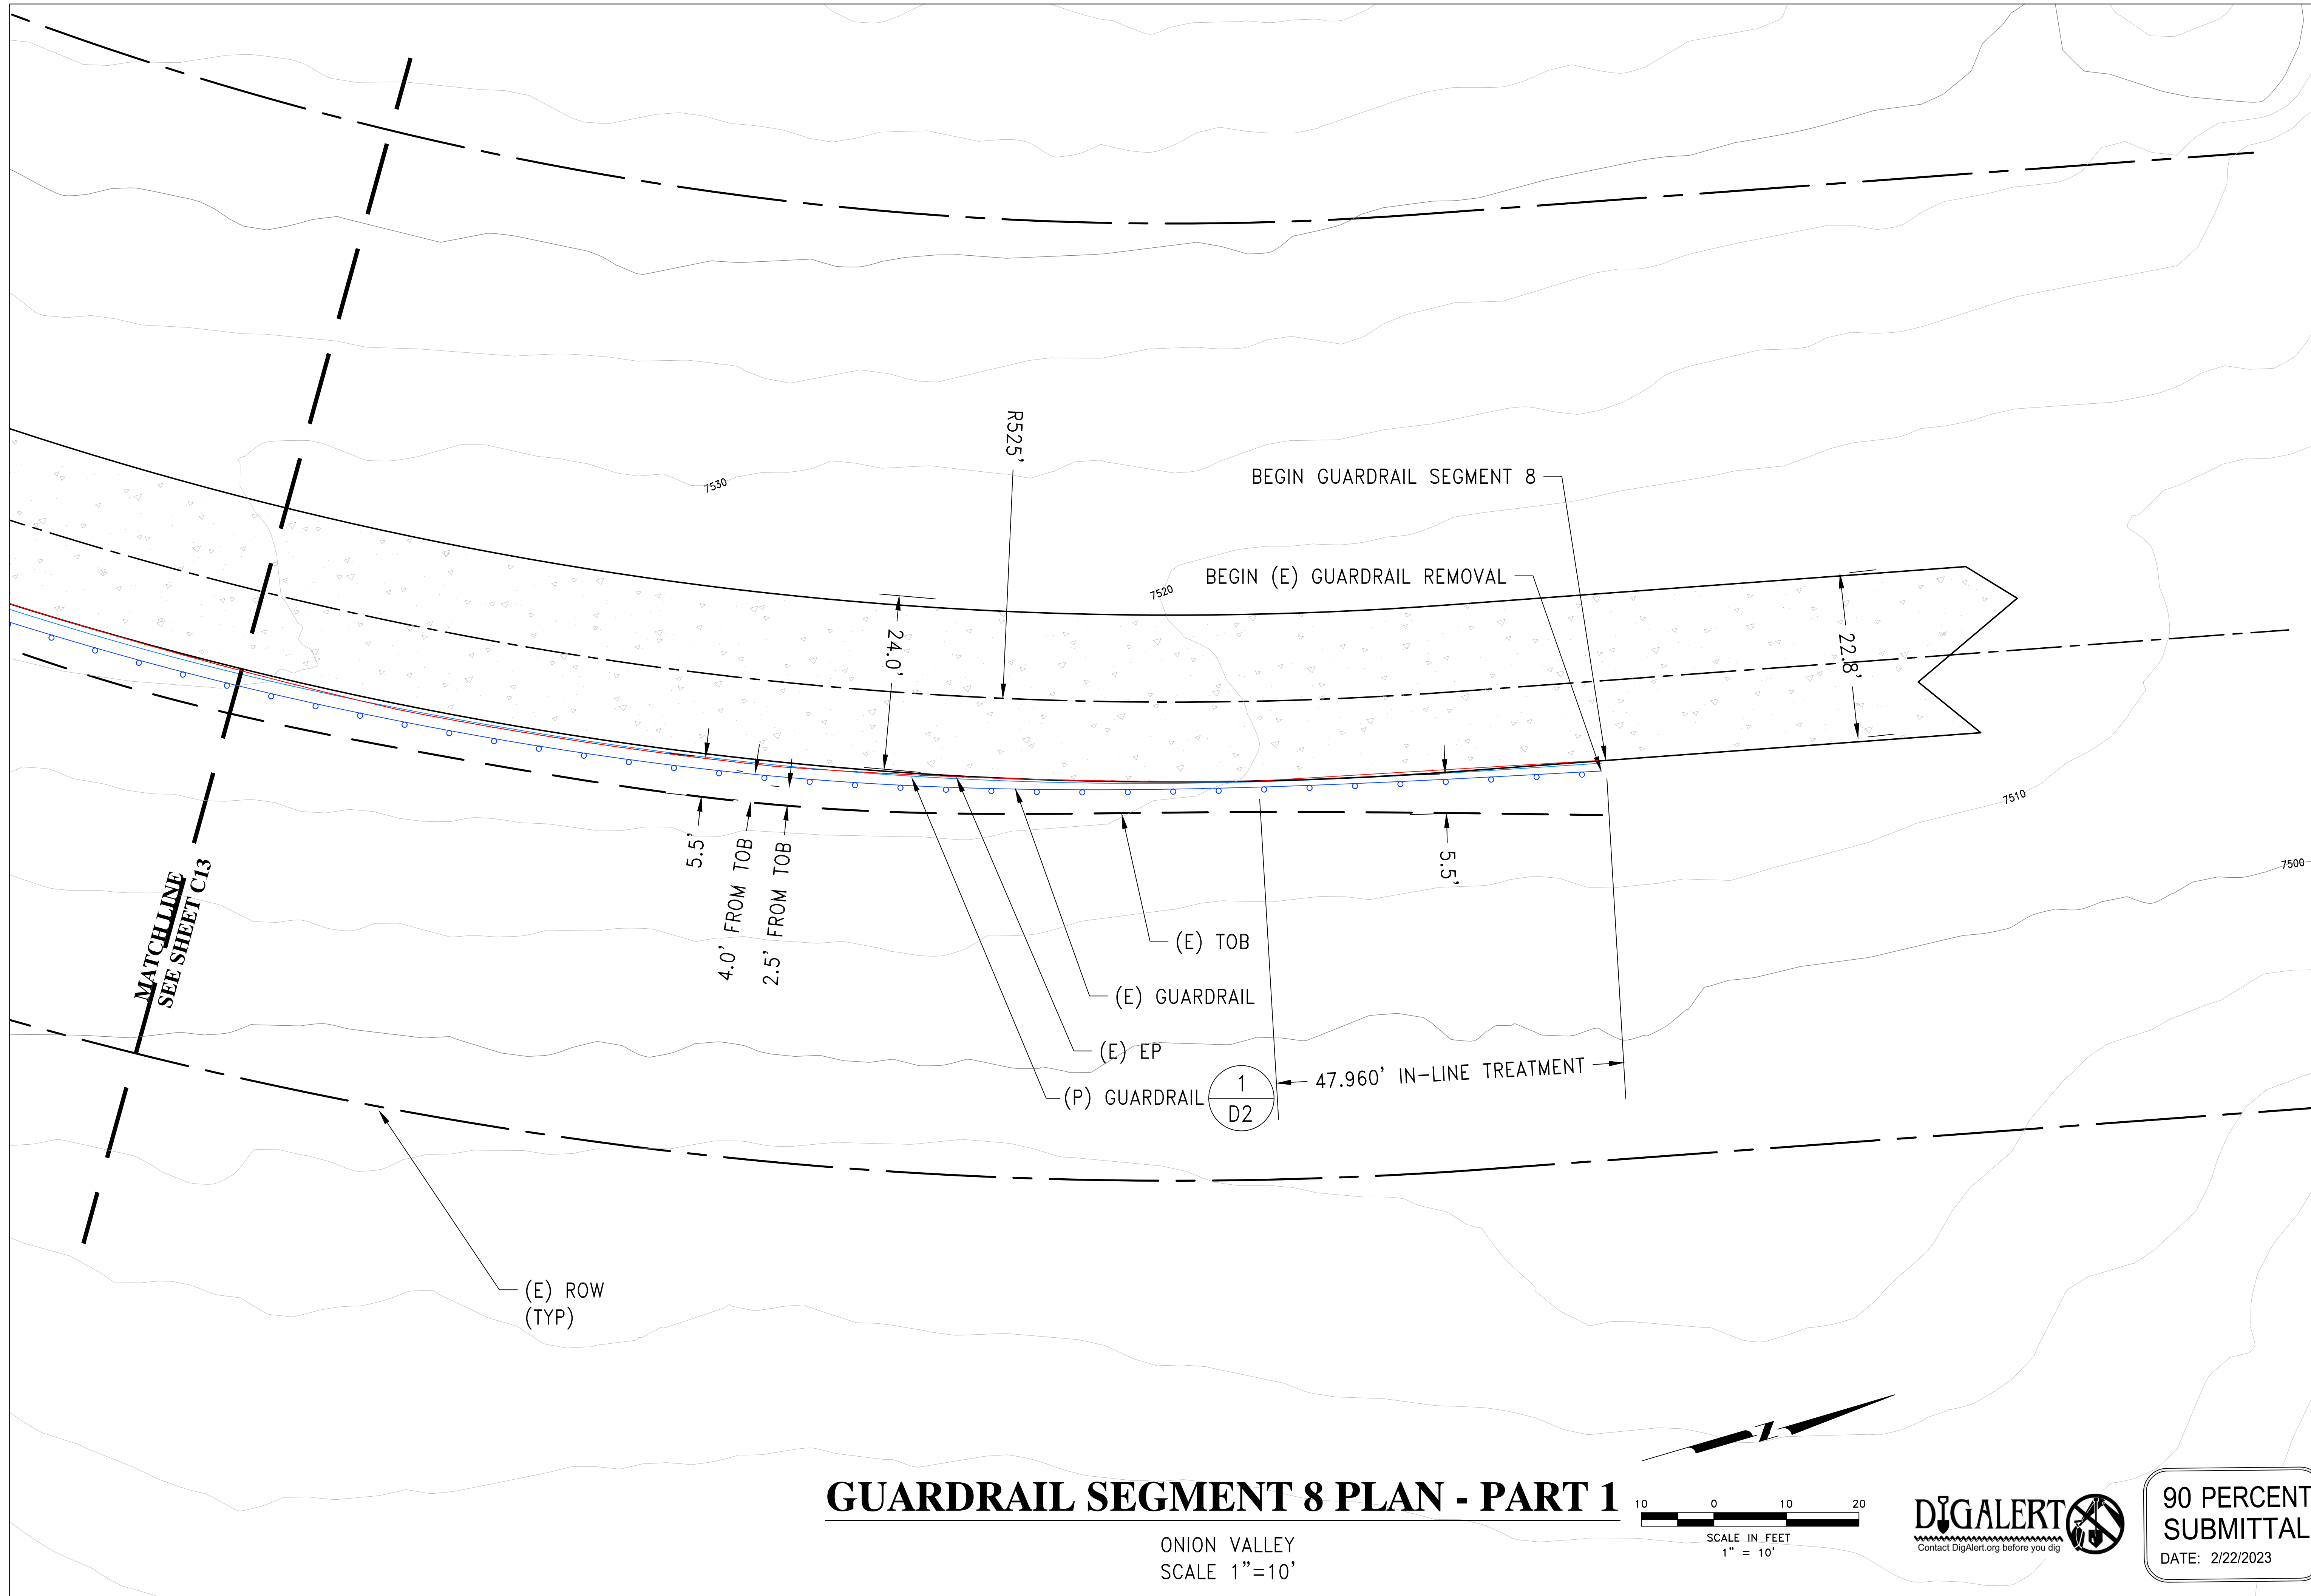 R525'
BEGIN GUARDRAIL SEGMENT 8
7530
BEGIN (E) GUARDRAIL REMOVAL
7520
24.0'
22.8'
7510
7500
5.5'
4.0' FROM TOB
2.5' FROM TOB
5.5'
MATCHLINE
SEE SHEET C13
(E) TOB
(E) GUARDRAIL
(E) EP
(P) GUARDRAIL
1
D2
47.960' IN-LINE TREATMENT
(E) ROW
(TYP)
GUARDRAIL SEGMENT 8 PLAN - PART 1
ONION VALLEY
SCALE 1"=10'
10 0 10 20
SCALE IN FEET
1" = 10'
Z
DIGALERT
Contact DigAlert.org before you dig
90 PERCENT
SUBMITTAL
DATE: 2/22/2023